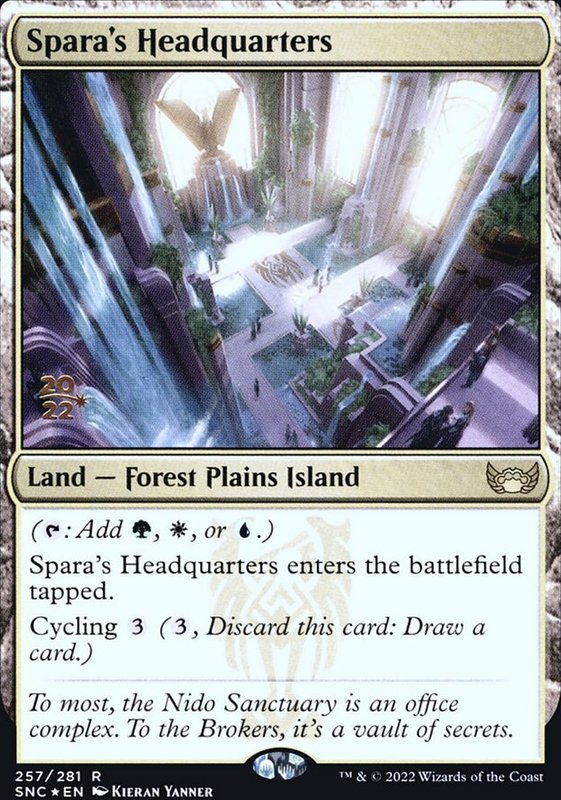 Spara's Headquarters
20
22
Land — Forest Plains Island
(: Add , , or .)
Spara's Headquarters enters the battlefield
tapped.
Cycling 3 (3, Discard this card: Draw a
card.)
To most, the Nido Sanctuary is an office
complex. To the Brokers, it's a vault of secrets.
257/281 R
SNC ★ EN Kieran Yanner
™ & © 2022 Wizards of the Coast